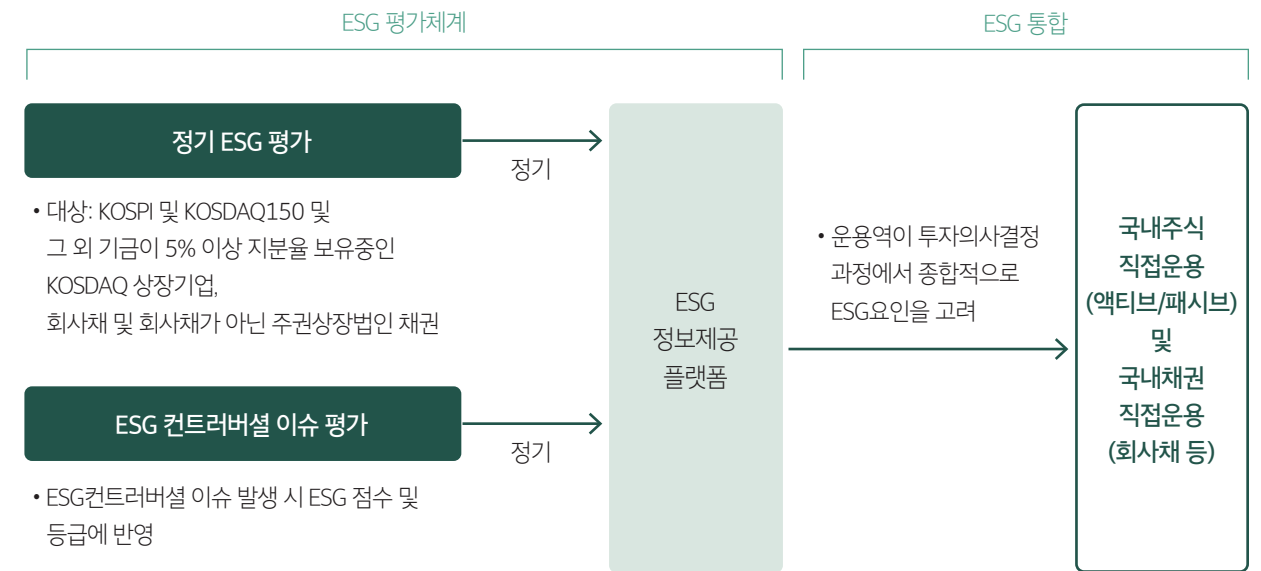 ESG 평가체계
ESG 통합
정기 ESG 평가
정기
• 대상: KOSPI 및 KOSDAQ150 및
그 외 기금이 5% 이상 지분율 보유중인
KOSDAQ 상장기업,
회사채 및 회사채가 아닌 주권상장법인 채권
ESG 컨트러버셜 이슈 평가
정기
• ESG컨트러버셜 이슈 발생 시 ESG 점수 및
등급에 반영
ESG
정보제공
플랫폼
• 운용역이 투자의사결정
과정에서 종합적으로
ESG요인을 고려
국내주식
직접운용
(액티브/패시브)
및
국내채권
직접운용
(회사채 등)